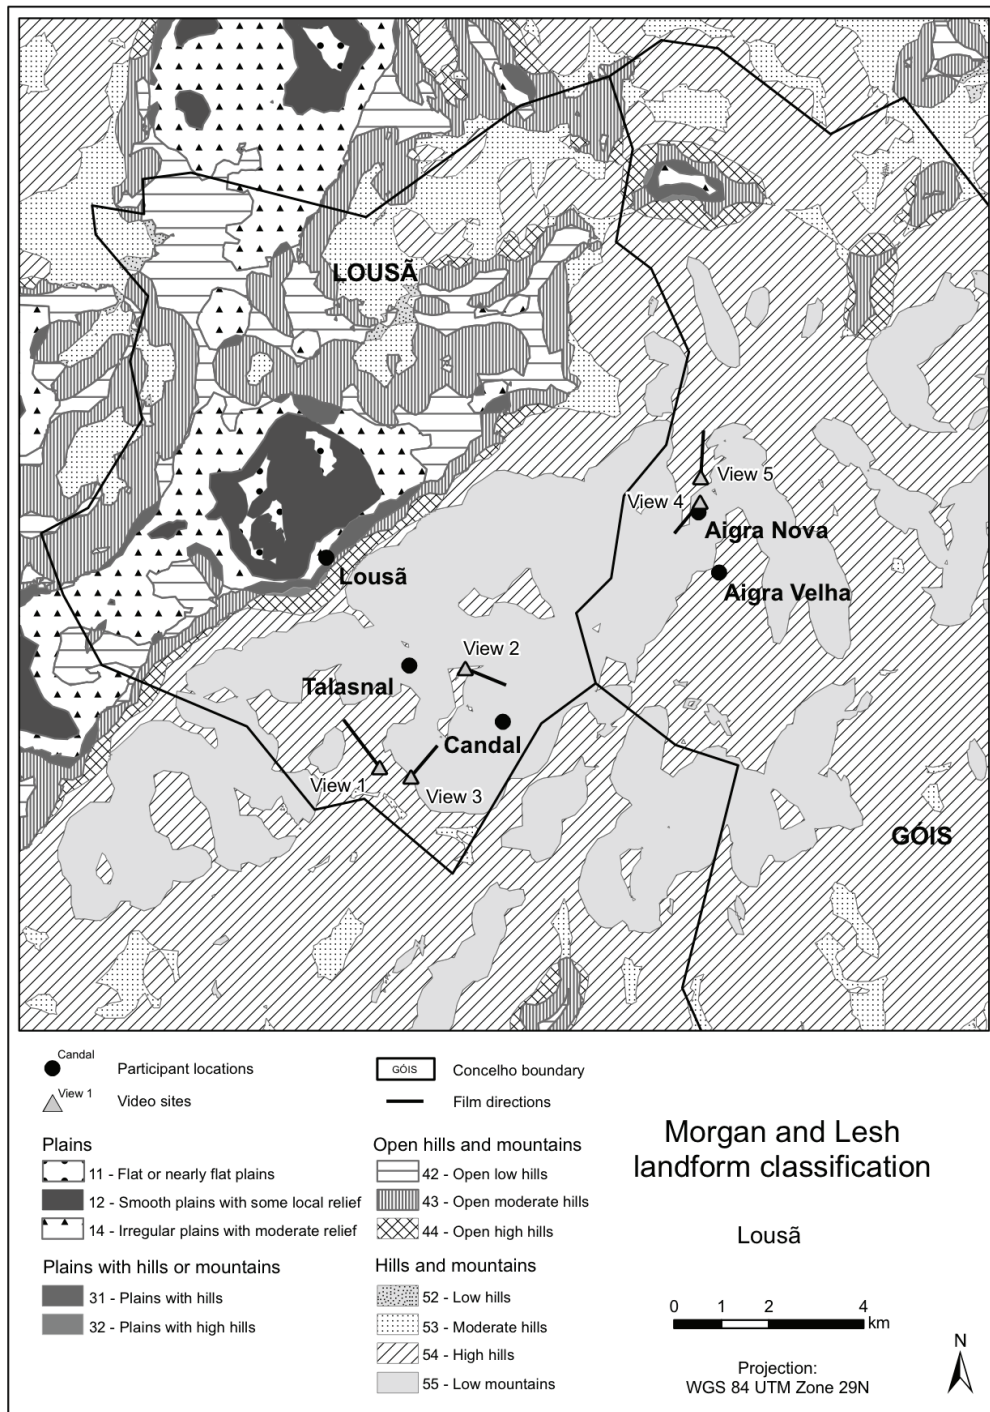 LOUSÃ
View 5
View 4
Aigra Nova
Lousã
Aigra Velha
View 2
Talasnal
Candal
View 1
View 3
GÓIS
Candal
Participant locations
View 1
Video sites
GÓIS
Concelho boundary
Film directions
Plains
11 - Flat or nearly flat plains
12 - Smooth plains with some local relief
14 - Irregular plains with moderate relief
Plains with hills or mountains
31 - Plains with hills
32 - Plains with high hills
Open hills and mountains
42 - Open low hills
43 - Open moderate hills
44 - Open high hills
Hills and mountains
52 - Low hills
53 - Moderate hills
54 - High hills
55 - Low mountains
Morgan and Lesh
landform classification
Lousã
0 1 2 4
km
Projection:
WGS 84 UTM Zone 29N
N